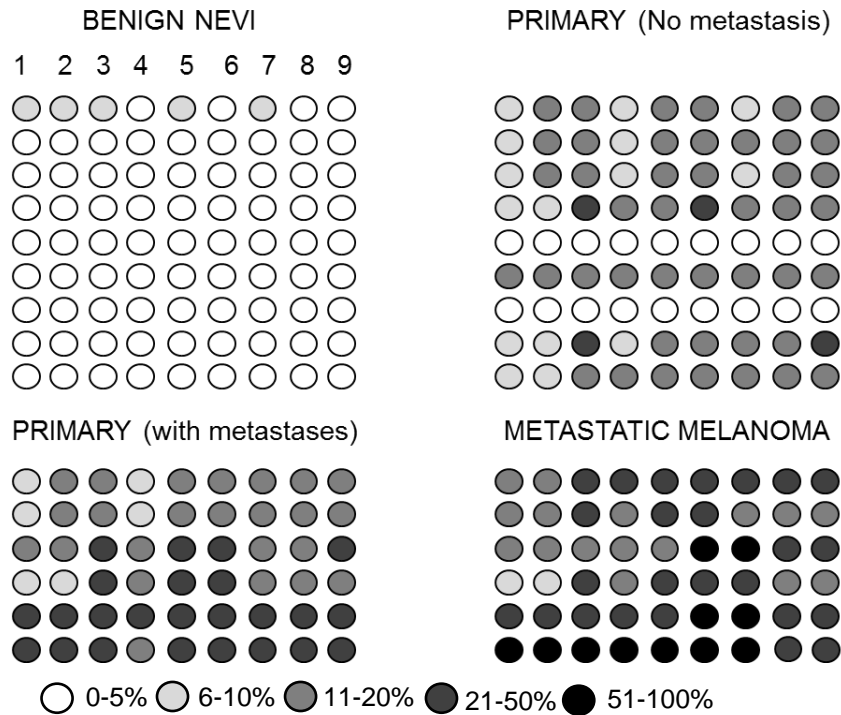 BENIGN NEVI
PRIMARY (No metastasis)
1 2 3 4 5 6 7 8 9
PRIMARY (with metastases)
METASTATIC MELANOMA
0-5% 6-10% 11-20% 21-50% 51-100%